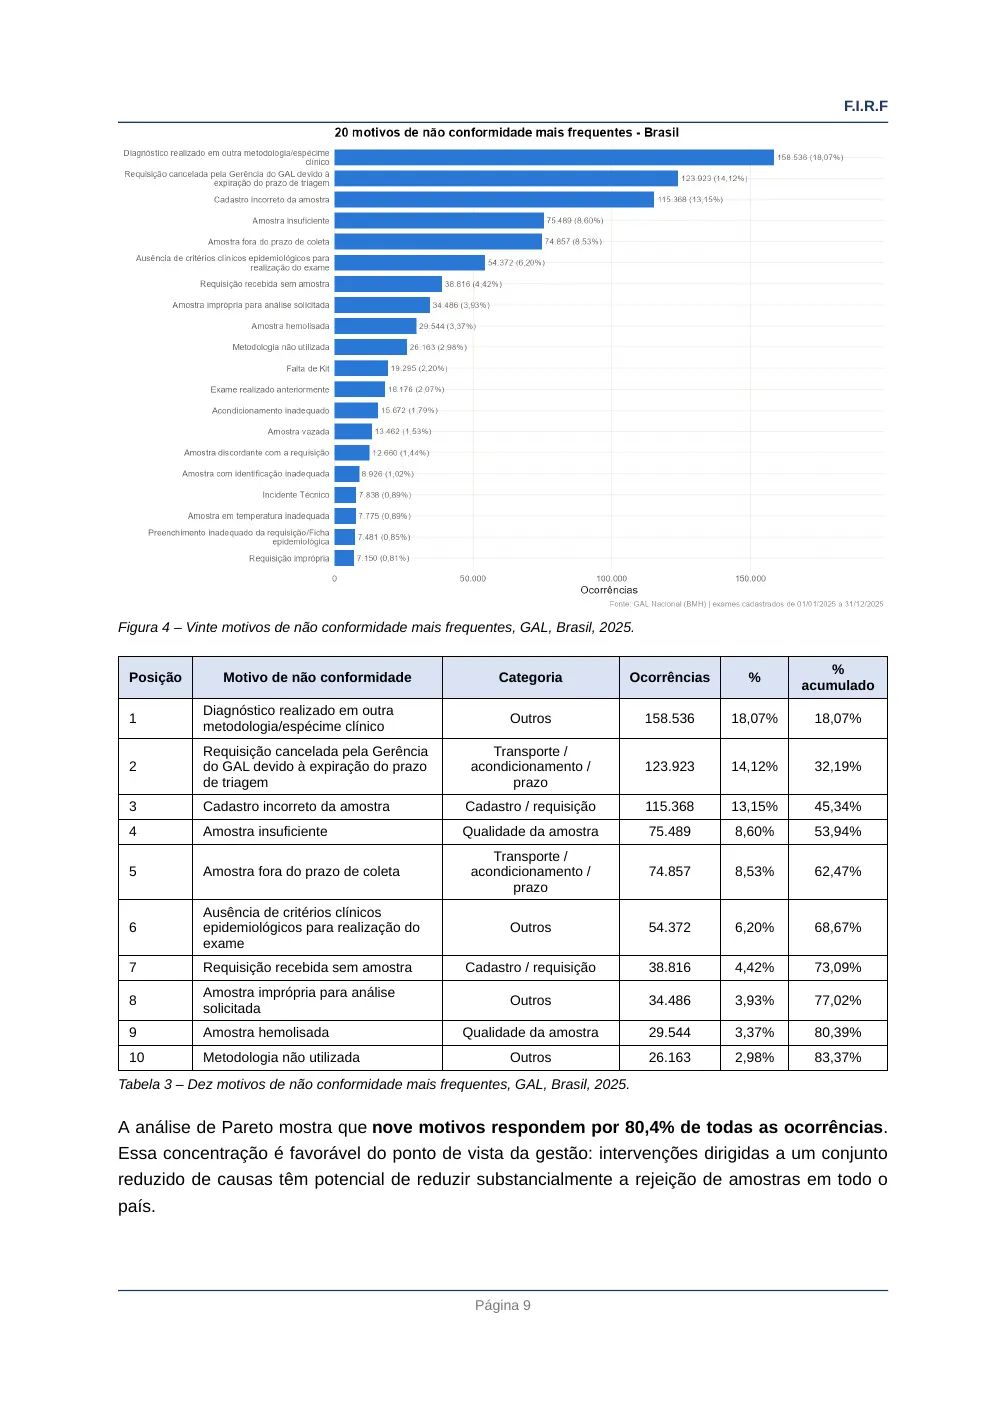 F.I.R.F
20 motivos de não conformidade mais frequentes - Brasil
Diagnóstico realizado em outra metodologia/espécime
clínico
158.536 (18,07%)
Requisição cancelada pela Gerência do GAL devido à
expiração do prazo de triagem
123.923 (14,12%)
Cadastro incorreto da amostra
115.368 (13,15%)
Amostra insuficiente
75.489 (8,60%)
Amostra fora do prazo de coleta
74.857 (8,53%)
Ausência de critérios clínicos epidemiológicos para
realização do exame
54.372 (6,20%)
Requisição recebida sem amostra
38.816 (4,42%)
Amostra imprópria para análise solicitada
34.486 (3,93%)
Amostra hemolisada
29.544 (3,37%)
Metodologia não utilizada
26.163 (2,98%)
Falta de Kit
19.295 (2,20%)
Exame realizado anteriormente
18.176 (2,07%)
Acondicionamento inadequado
15.672 (1,79%)
Amostra vazada
13.462 (1,53%)
Amostra discordante com a requisição
12.660 (1,44%)
Amostra com identificação inadequada
8.926 (1,02%)
Incidente Técnico
7.838 (0,89%)
Amostra em temperatura inadequada
7.775 (0,89%)
Preenchimento inadequado da requisição/Ficha
epidemiológica
7.481 (0,85%)
Requisição imprópria
7.150 (0,81%)
0 50.000 100.000 150.000
Ocorrências
Fonte: GAL Nacional (BMH) | exames cadastrados de 01/01/2025 a 31/12/2025
Figura 4 – Vinte motivos de não conformidade mais frequentes, GAL, Brasil, 2025.
Posição Motivo de não conformidade Categoria Ocorrências % % acumulado
1 Diagnóstico realizado em outra metodologia/espécime clínico Outros 158.536 18,07% 18,07%
2 Requisição cancelada pela Gerência do GAL devido à expiração do prazo de triagem Transporte / acondicionamento / prazo 123.923 14,12% 32,19%
3 Cadastro incorreto da amostra Cadastro / requisição 115.368 13,15% 45,34%
4 Amostra insuficiente Qualidade da amostra 75.489 8,60% 53,94%
5 Amostra fora do prazo de coleta Transporte / acondicionamento / prazo 74.857 8,53% 62,47%
6 Ausência de critérios clínicos epidemiológicos para realização do exame Outros 54.372 6,20% 68,67%
7 Requisição recebida sem amostra Cadastro / requisição 38.816 4,42% 73,09%
8 Amostra imprópria para análise solicitada Outros 34.486 3,93% 77,02%
9 Amostra hemolisada Qualidade da amostra 29.544 3,37% 80,39%
10 Metodologia não utilizada Outros 26.163 2,98% 83,37%
Tabela 3 – Dez motivos de não conformidade mais frequentes, GAL, Brasil, 2025.
A análise de Pareto mostra que nove motivos respondem por 80,4% de todas as ocorrências.
Essa concentração é favorável do ponto de vista da gestão: intervenções dirigidas a um conjunto
reduzido de causas têm potencial de reduzir substancialmente a rejeição de amostras em todo o
país.
Página 9